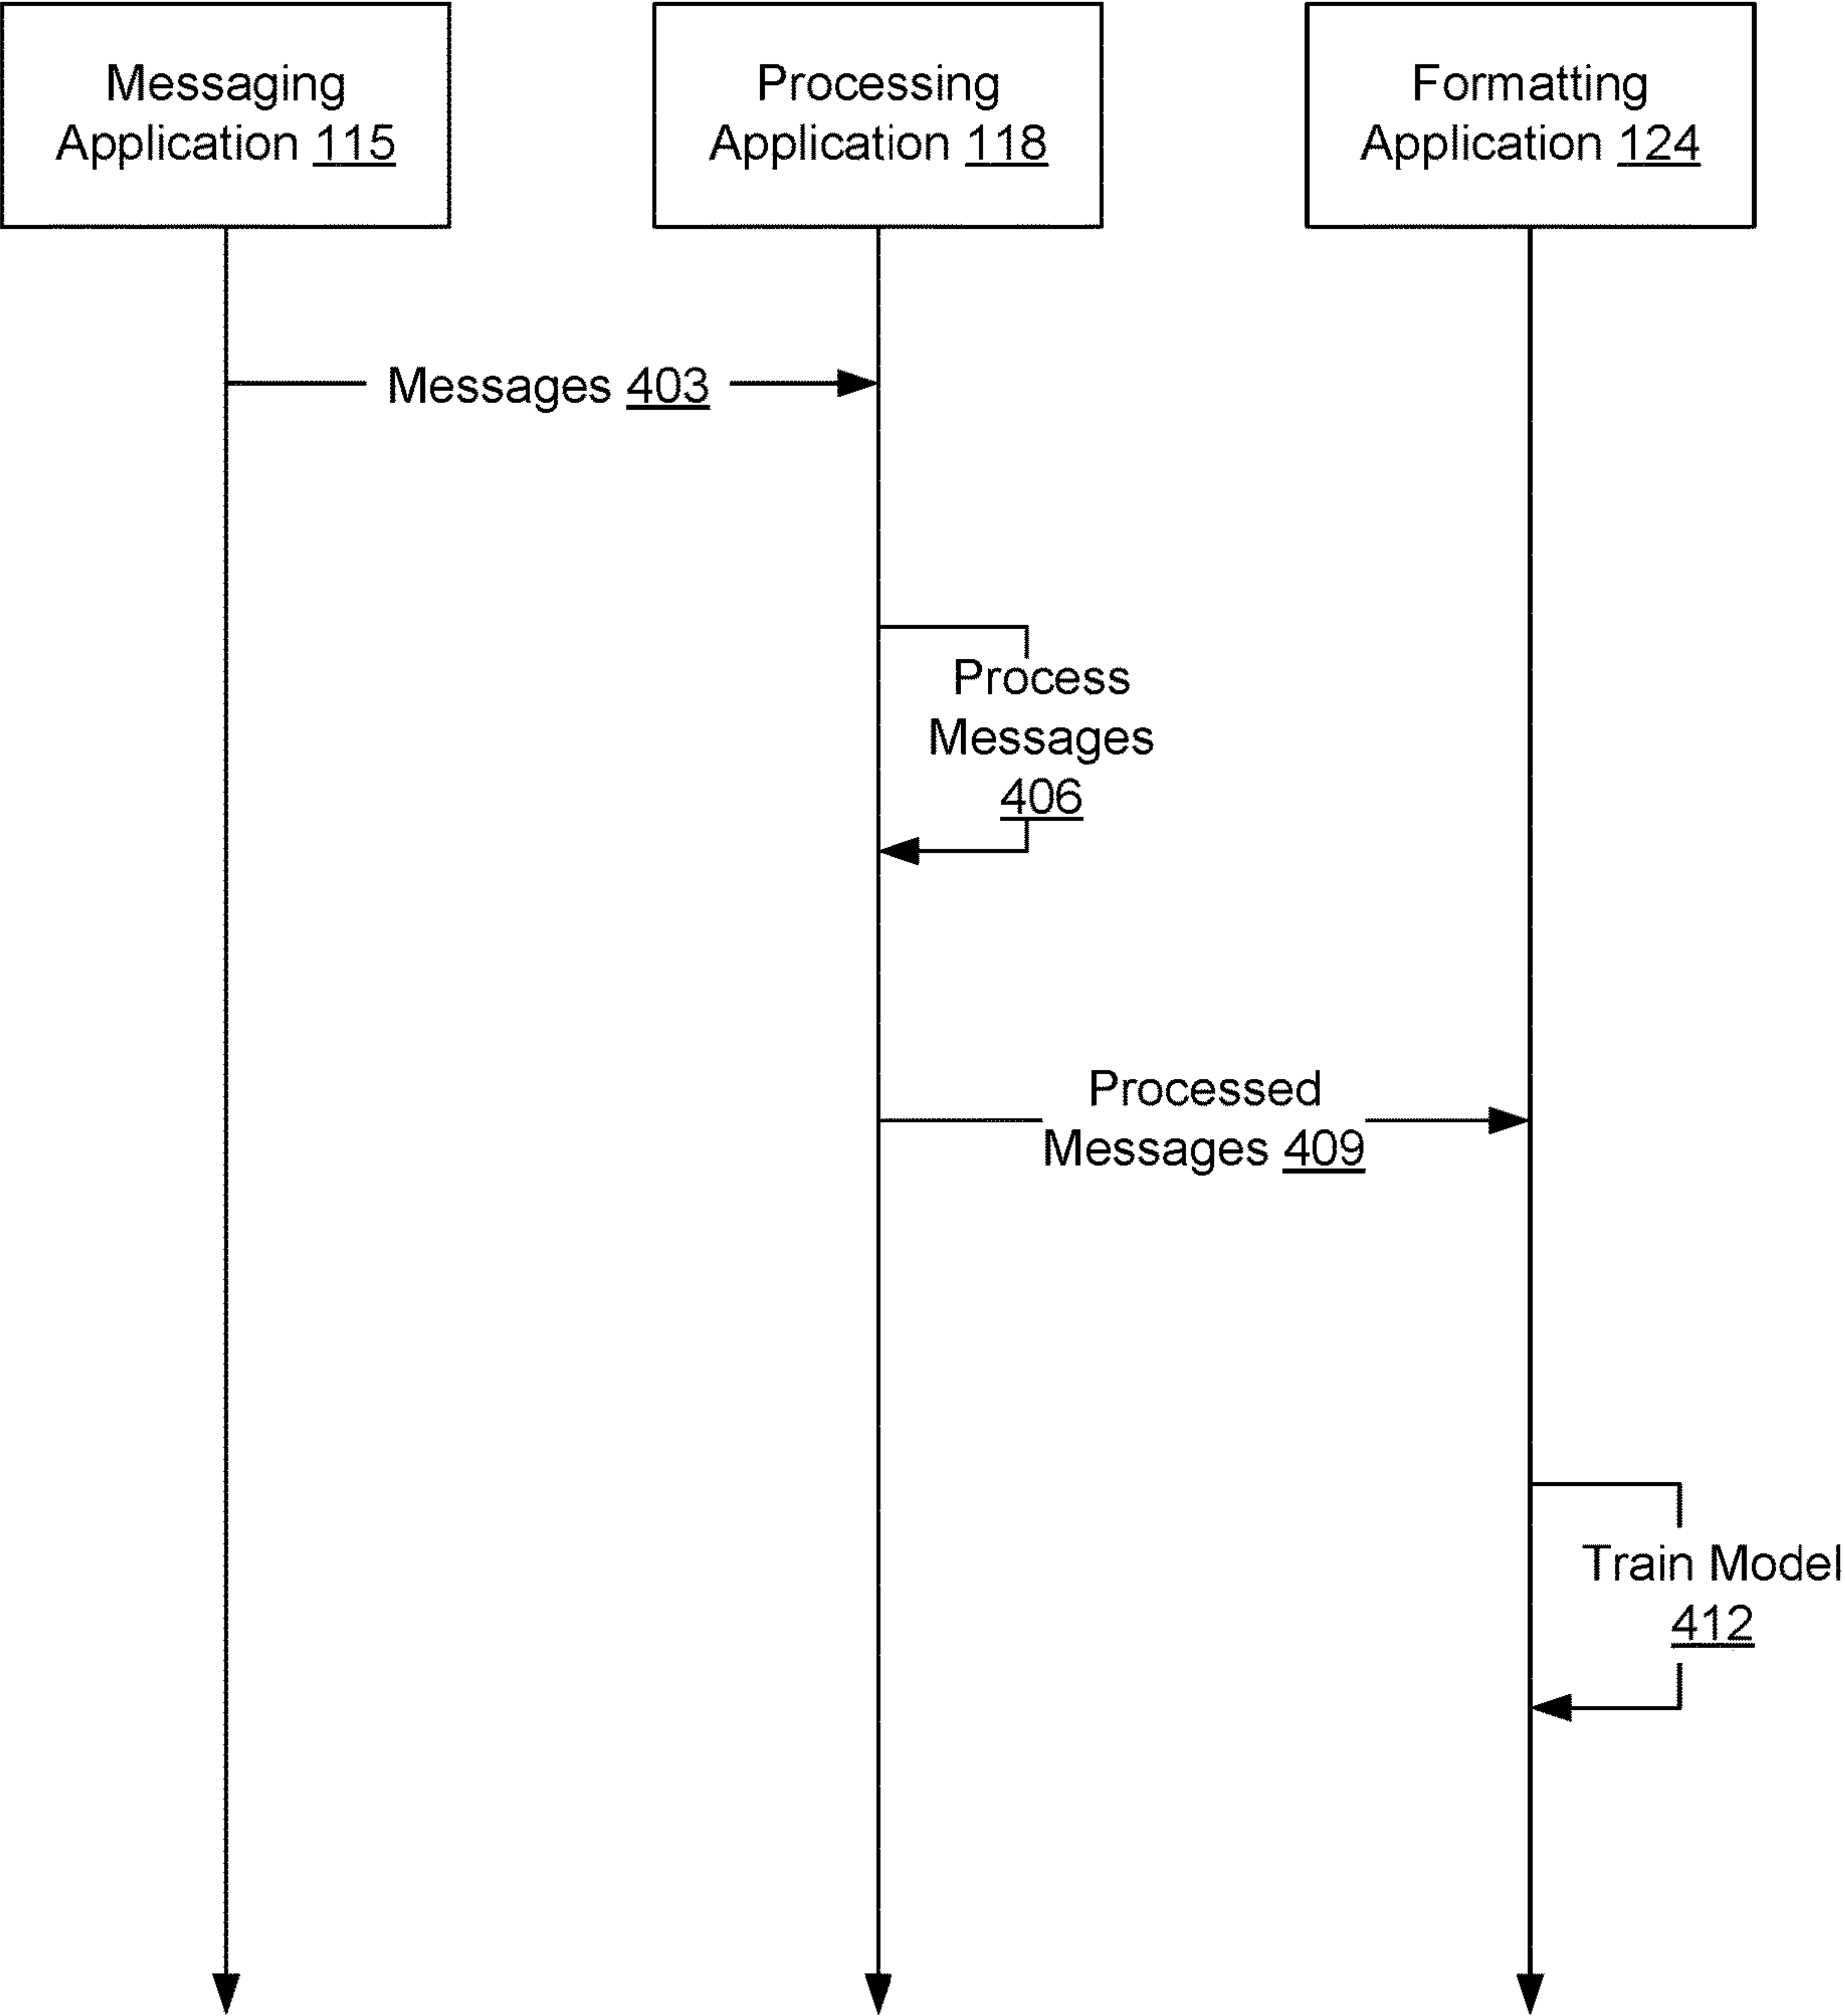 Messaging
Application 115
Processing
Application 118
Formatting
Application 124
Messages 403
Process
Messages
406
Processed
Messages 409
Train Model
412